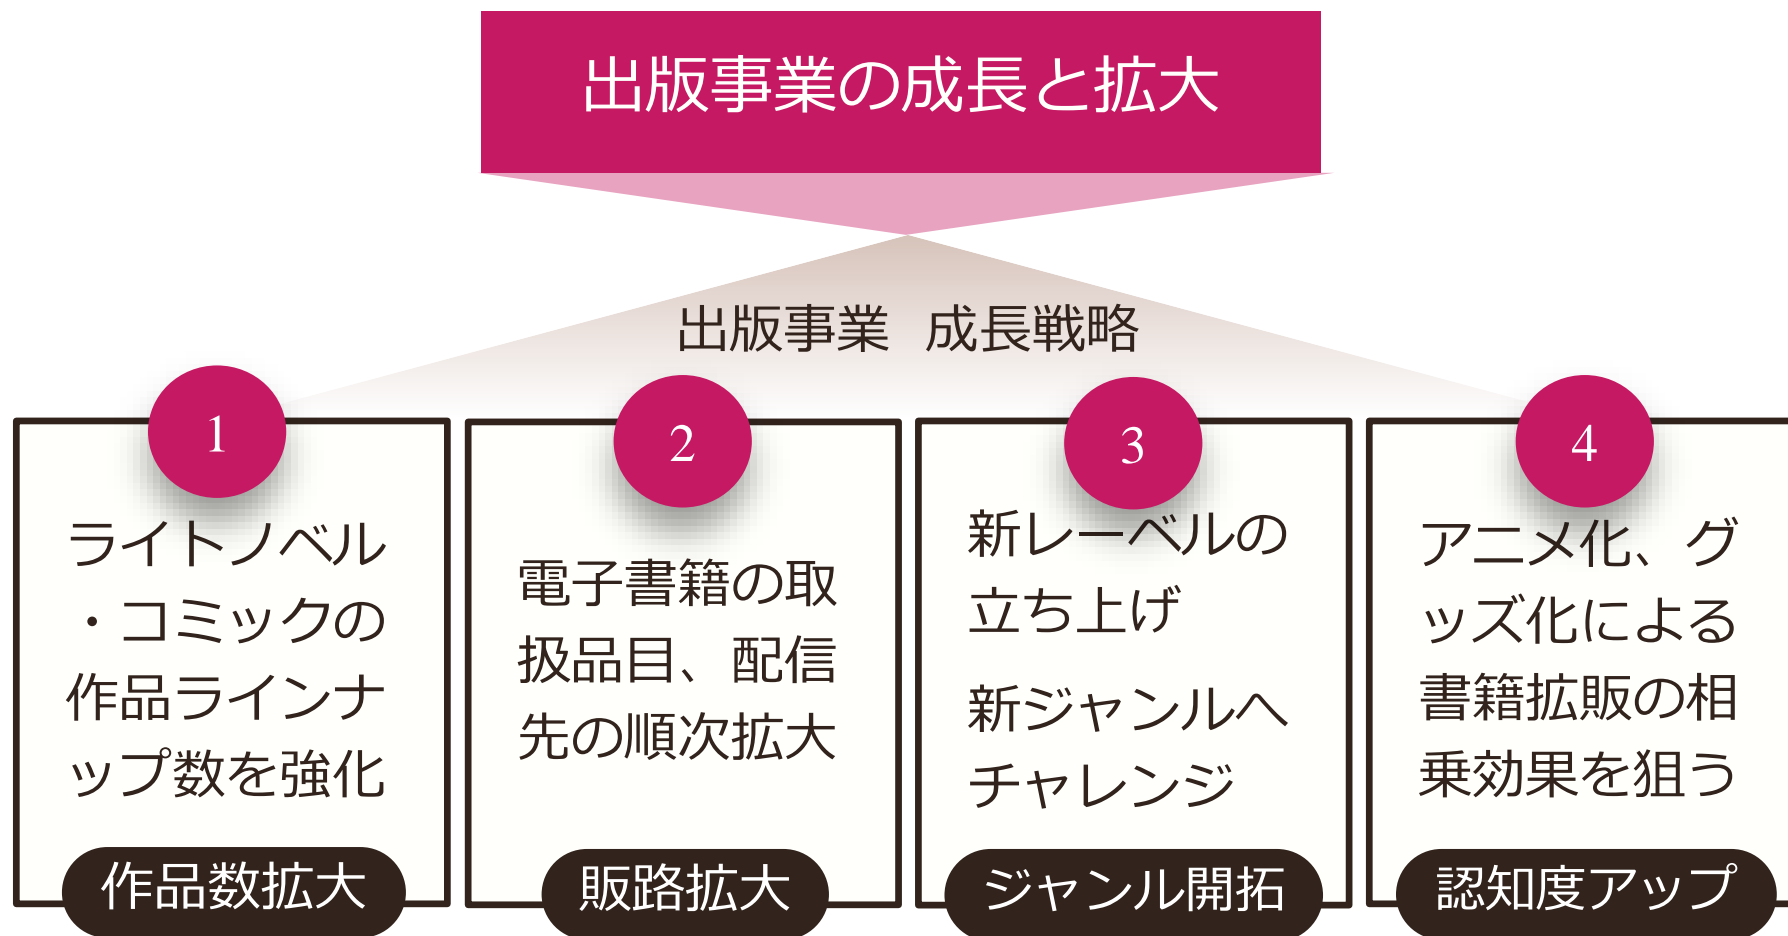 出版事業の成長と拡大
出版事業　成長戦略
1
ライトノベル
・コミックの
作品ラインナ
ップ数を強化
作品数拡大
2
電子書籍の取
扱品目、配信
先の順次拡大
販路拡大
3
新レーベルの
立ち上げ
新ジャンルへ
チャレンジ
ジャンル開拓
4
アニメ化、グ
ッズ化による
書籍拡販の相
乗効果を狙う
認知度アップ